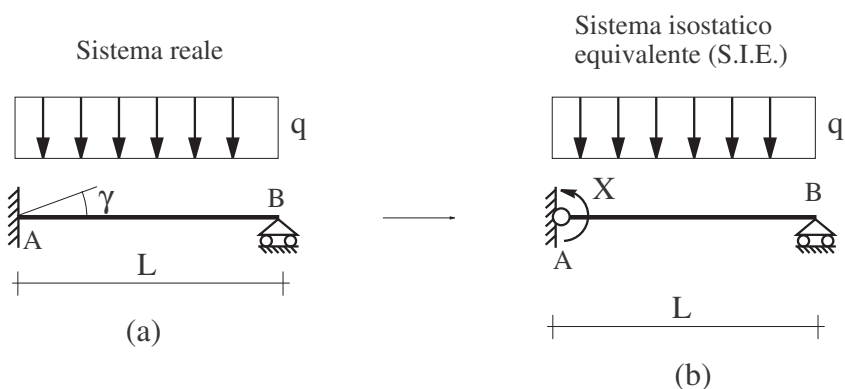 Sistema reale
q
γ
A
B
L
(a)
Sistema isostatico
equivalente (S.I.E.)
q
X
A
B
L
(b)